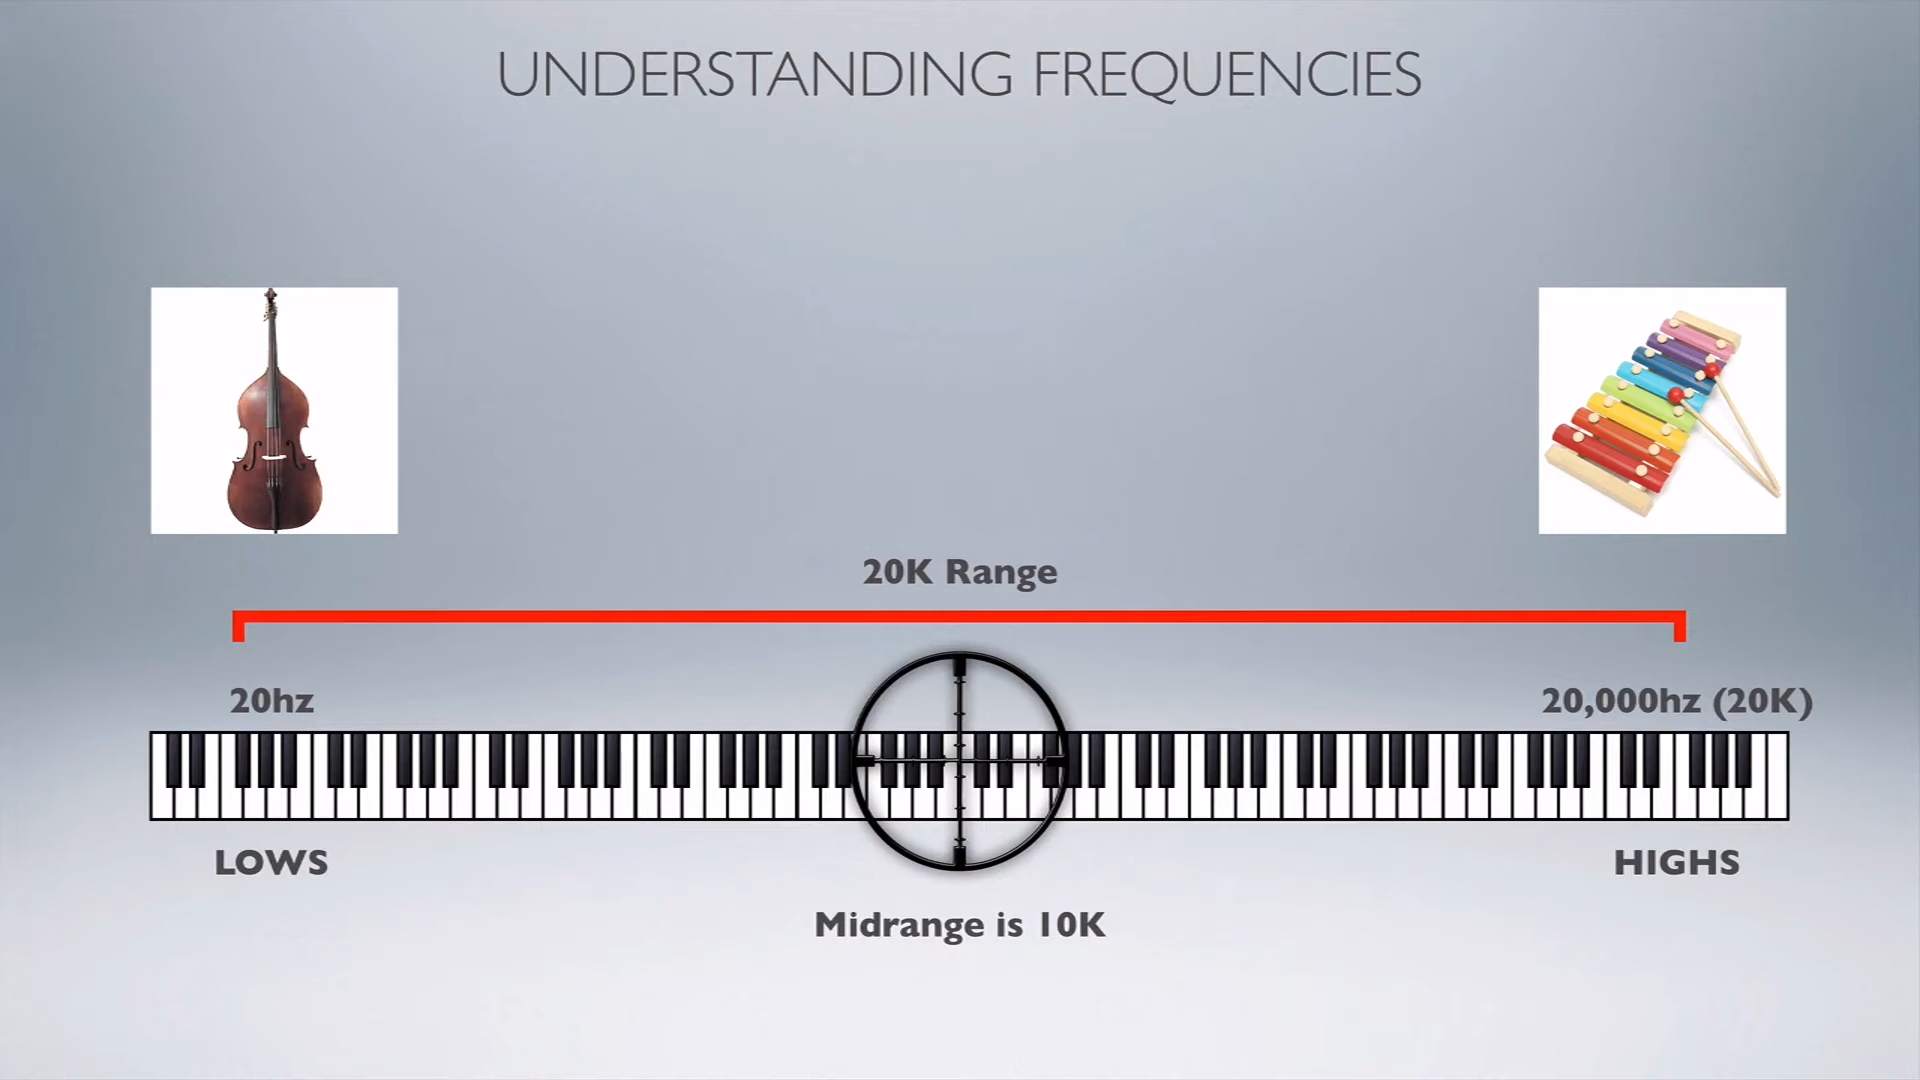 UNDERSTANDING FREQUENCIES
20K Range
20hz
20,000hz (20K)
LOWS
HIGHS
Midrange is 10K